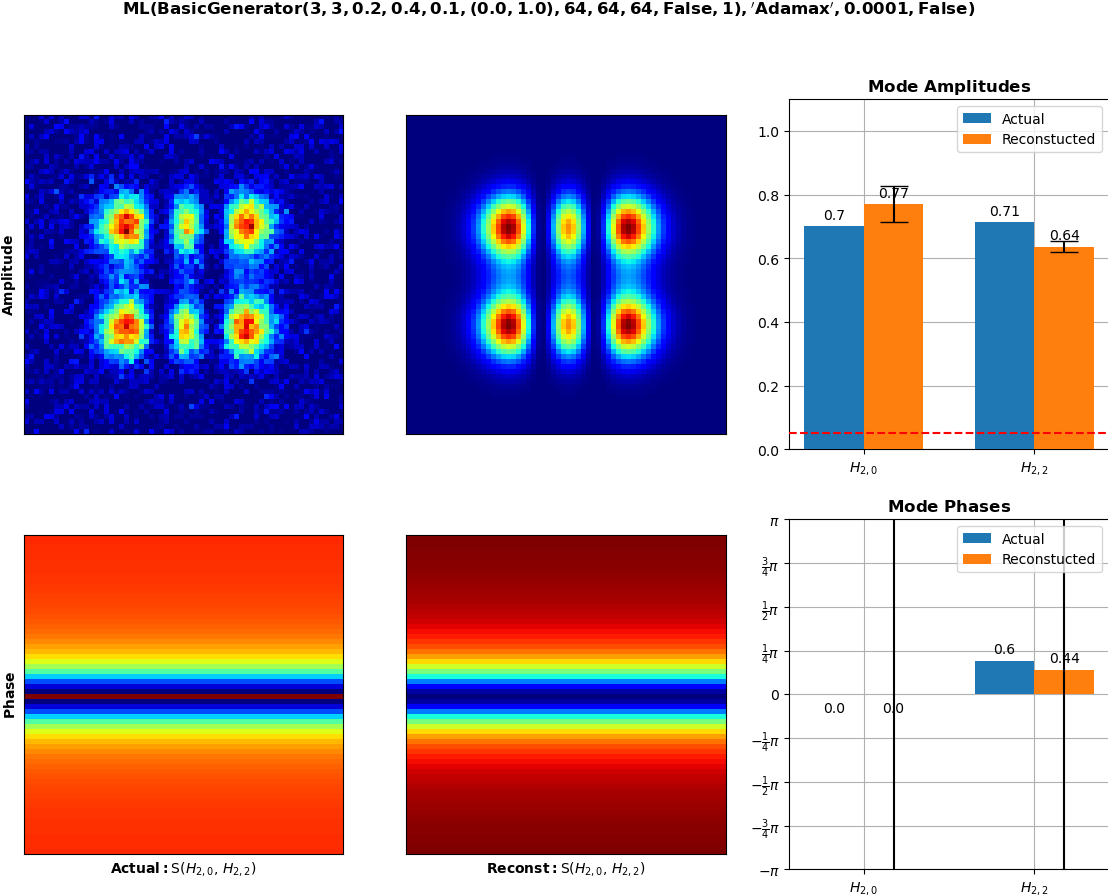 ML(BasicGenerator(3, 3, 0.2, 0.4, 0.1, (0.0, 1.0), 64, 64, 64, False, 1), 'Adamax', 0.0001, False)
Mode Amplitudes
Actual
Reconstucted
1.0
0.8
0.6
0.4
0.2
0.0
0.7
0.77
0.71
0.64
H2,0
H2,2
Amplitude
Mode Phases
Actual
Reconstucted
π
3/4π
1/2π
1/4π
0
−1/4π
−1/2π
−3/4π
−π
0.0
0.0
0.6
0.44
H2,0
H2,2
Phase
Actual: S(H2,0, H2,2)
Reconst: S(H2,0, H2,2)